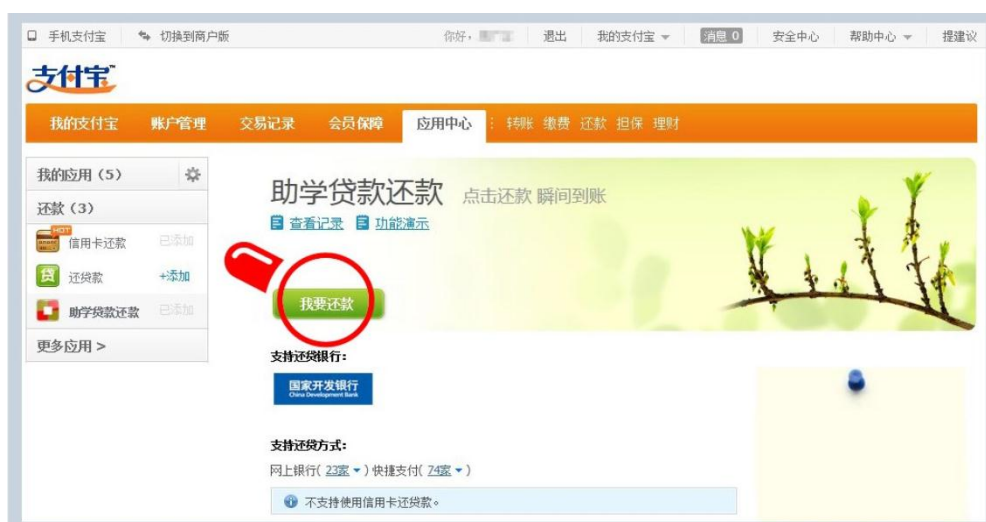 手机支付宝 切换到商户版 你好， 退出 我的支付宝 消息 0 安全中心 帮助中心 提建议
支付宝™
我的支付宝 账户管理 交易记录 会员保障 应用中心 转账 缴费 还款 担保 理财
我的应用（5）
还款（3）
HOT
信用卡还款 已添加
贷 还贷款 +添加
助学贷款还款 已添加
更多应用 >
助学贷款还款 点击还款 瞬间到账
查看记录 功能演示
我要还款
支持还贷银行：
国家开发银行
China Development Bank
支持还贷方式：
网上银行( 23家 ) 快捷支付( 74家 )
不支持使用信用卡还贷款。